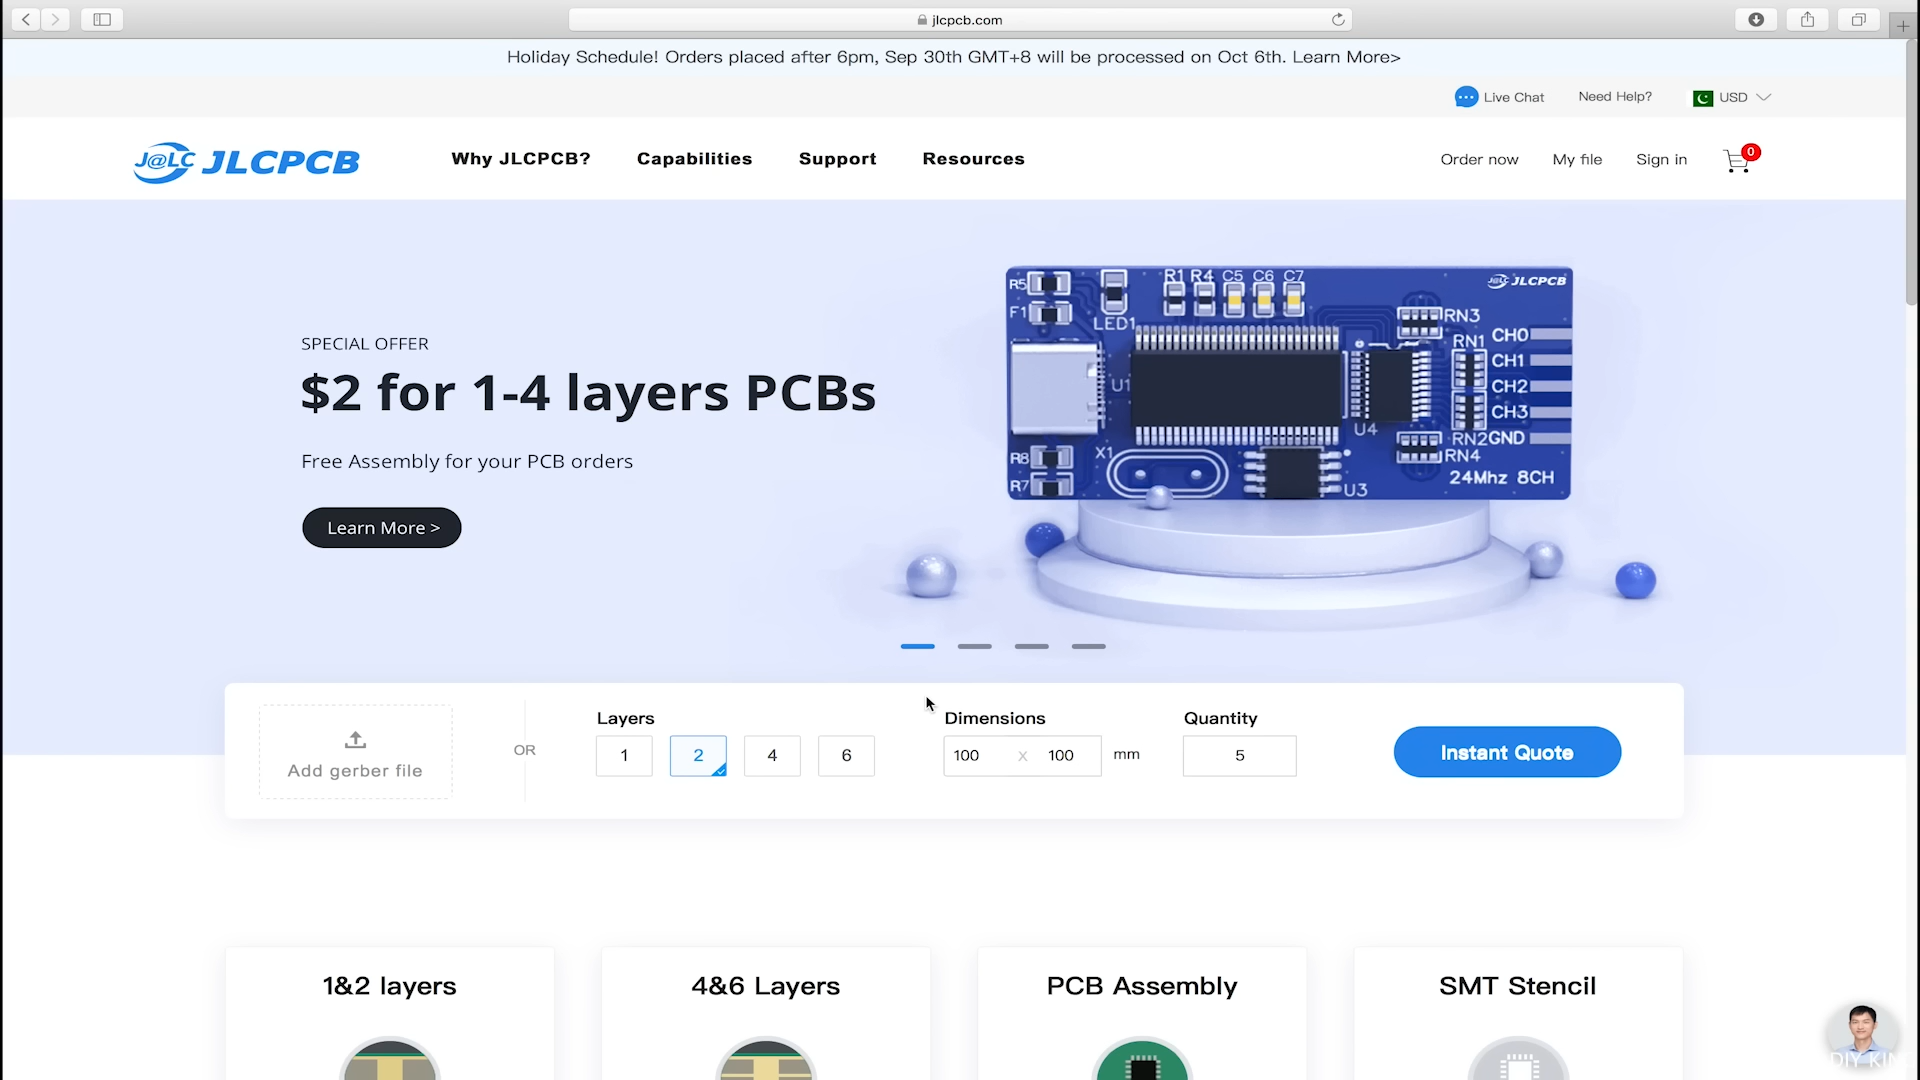 jlcpcb.com
Holiday Schedule! Orders placed after 6pm, Sep 30th GMT+8 will be processed on Oct 6th. Learn More>
Live Chat Need Help? USD
J@LC JLCPCB Why JLCPCB? Capabilities Support Resources Order now My file Sign in 0
SPECIAL OFFER
$2 for 1-4 layers PCBs
Free Assembly for your PCB orders
Learn More >
R5 R1 R4 C5 C6 C7 J@LC JLCPCB
F1 LED1 RN3
CH0
RN1
CH1
U1 CH2
CH3
U4 RN2 GND
X1 RN4
R8
24Mhz 8CH
R7 U3
Add gerber file
OR
Layers
1 2 4 6
Dimensions
100 x 100 mm
Quantity
5
Instant Quote
1&2 layers 4&6 Layers PCB Assembly SMT Stencil
DIY KIN